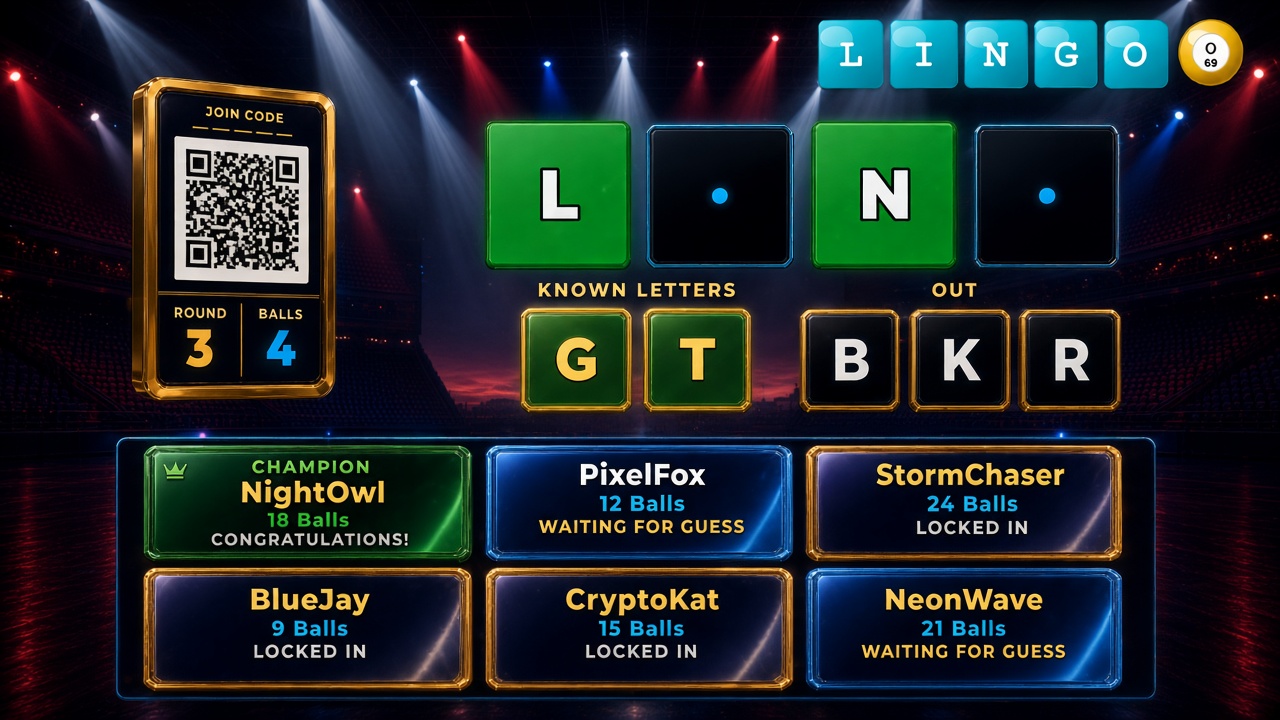 L I N G O
O
69
JOIN CODE
L N
KNOWN LETTERS OUT
G T B K R
ROUND BALLS
3 4
CHAMPION
NightOwl
18 Balls
CONGRATULATIONS!
PixelFox
12 Balls
WAITING FOR GUESS
StormChaser
24 Balls
LOCKED IN
BlueJay
9 Balls
LOCKED IN
CryptoKat
15 Balls
LOCKED IN
NeonWave
21 Balls
WAITING FOR GUESS